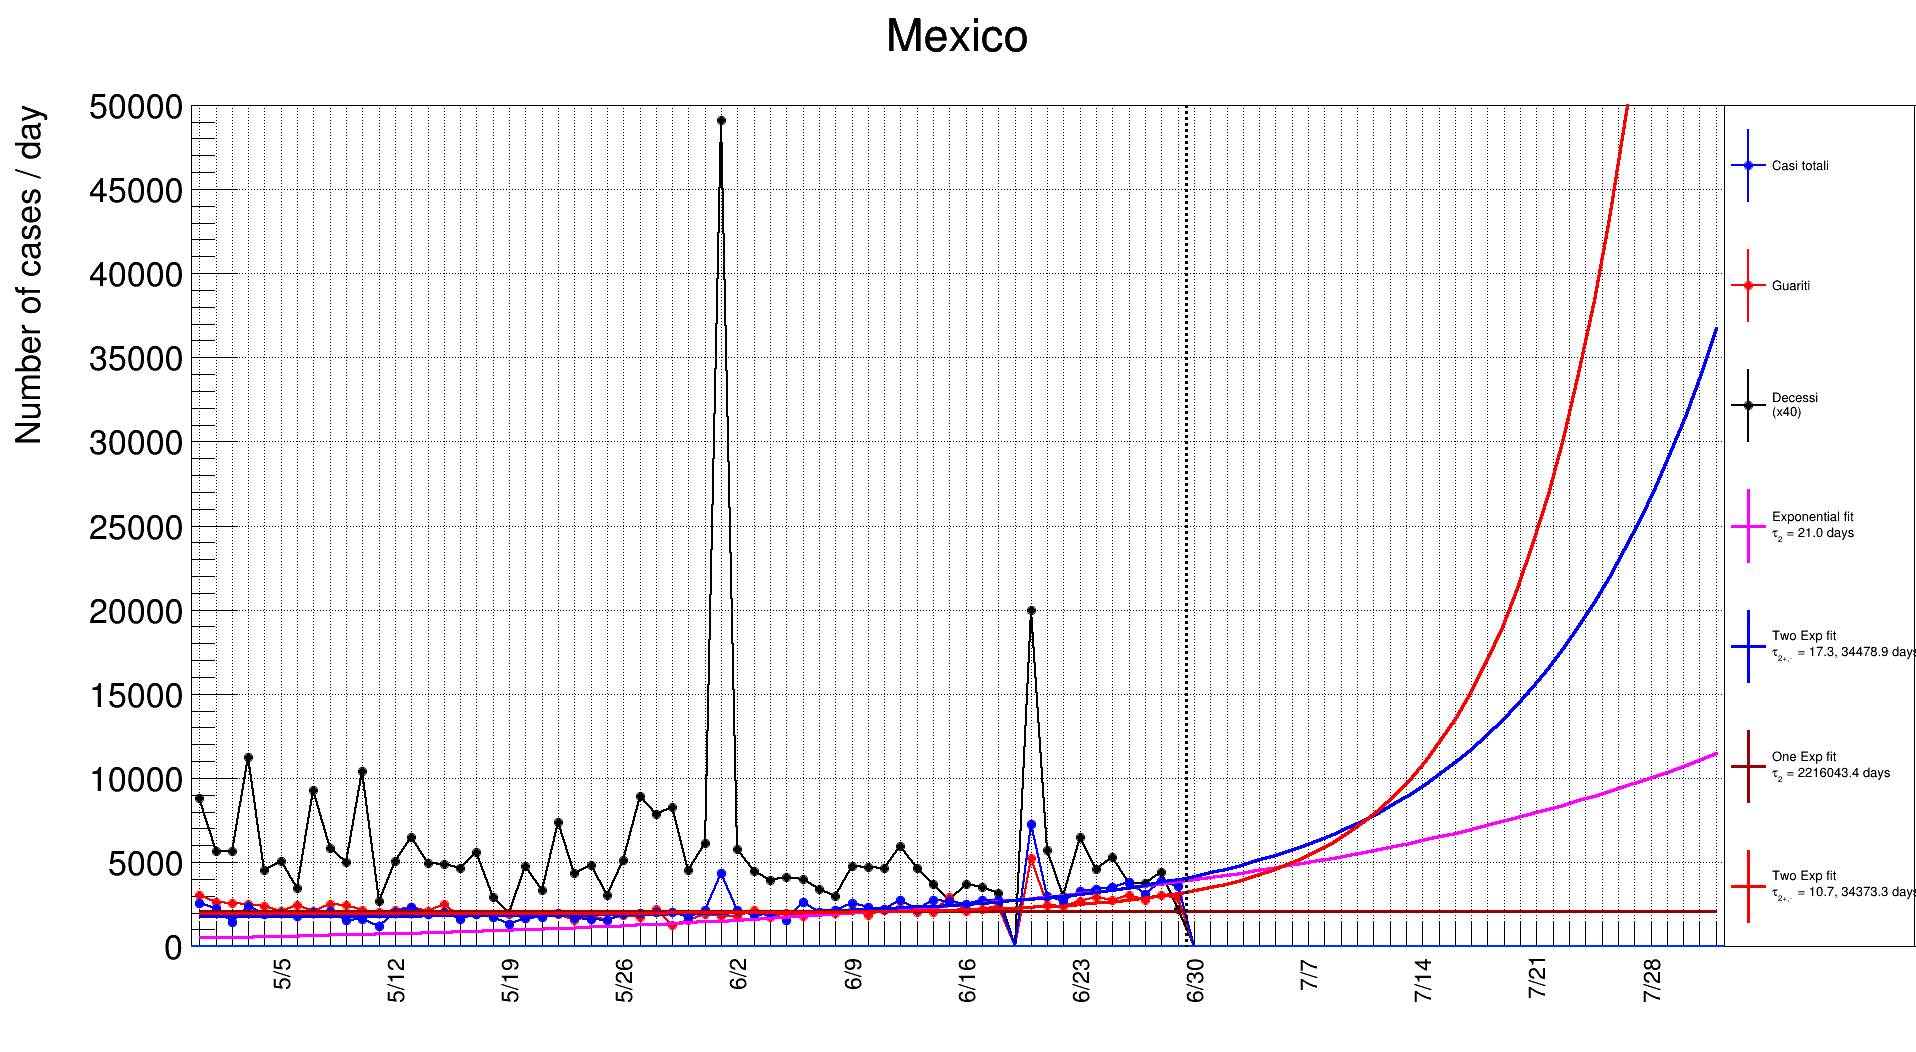 Mexico
Number of cases / day
50000
45000
40000
35000
30000
25000
20000
15000
10000
5000
0
5/5
5/12
5/19
5/26
6/2
6/9
6/16
6/23
6/30
7/7
7/14
7/21
7/28
Casi totali
Guariti
Decessi
(x40)
Exponential fit
τ2 = 21.0 days
Two Exp fit
τ2+,- = 17.3, 34478.9 days
One Exp fit
τ2 = 2216043.4 days
Two Exp fit
τ2+,- = 10.7, 34373.3 days